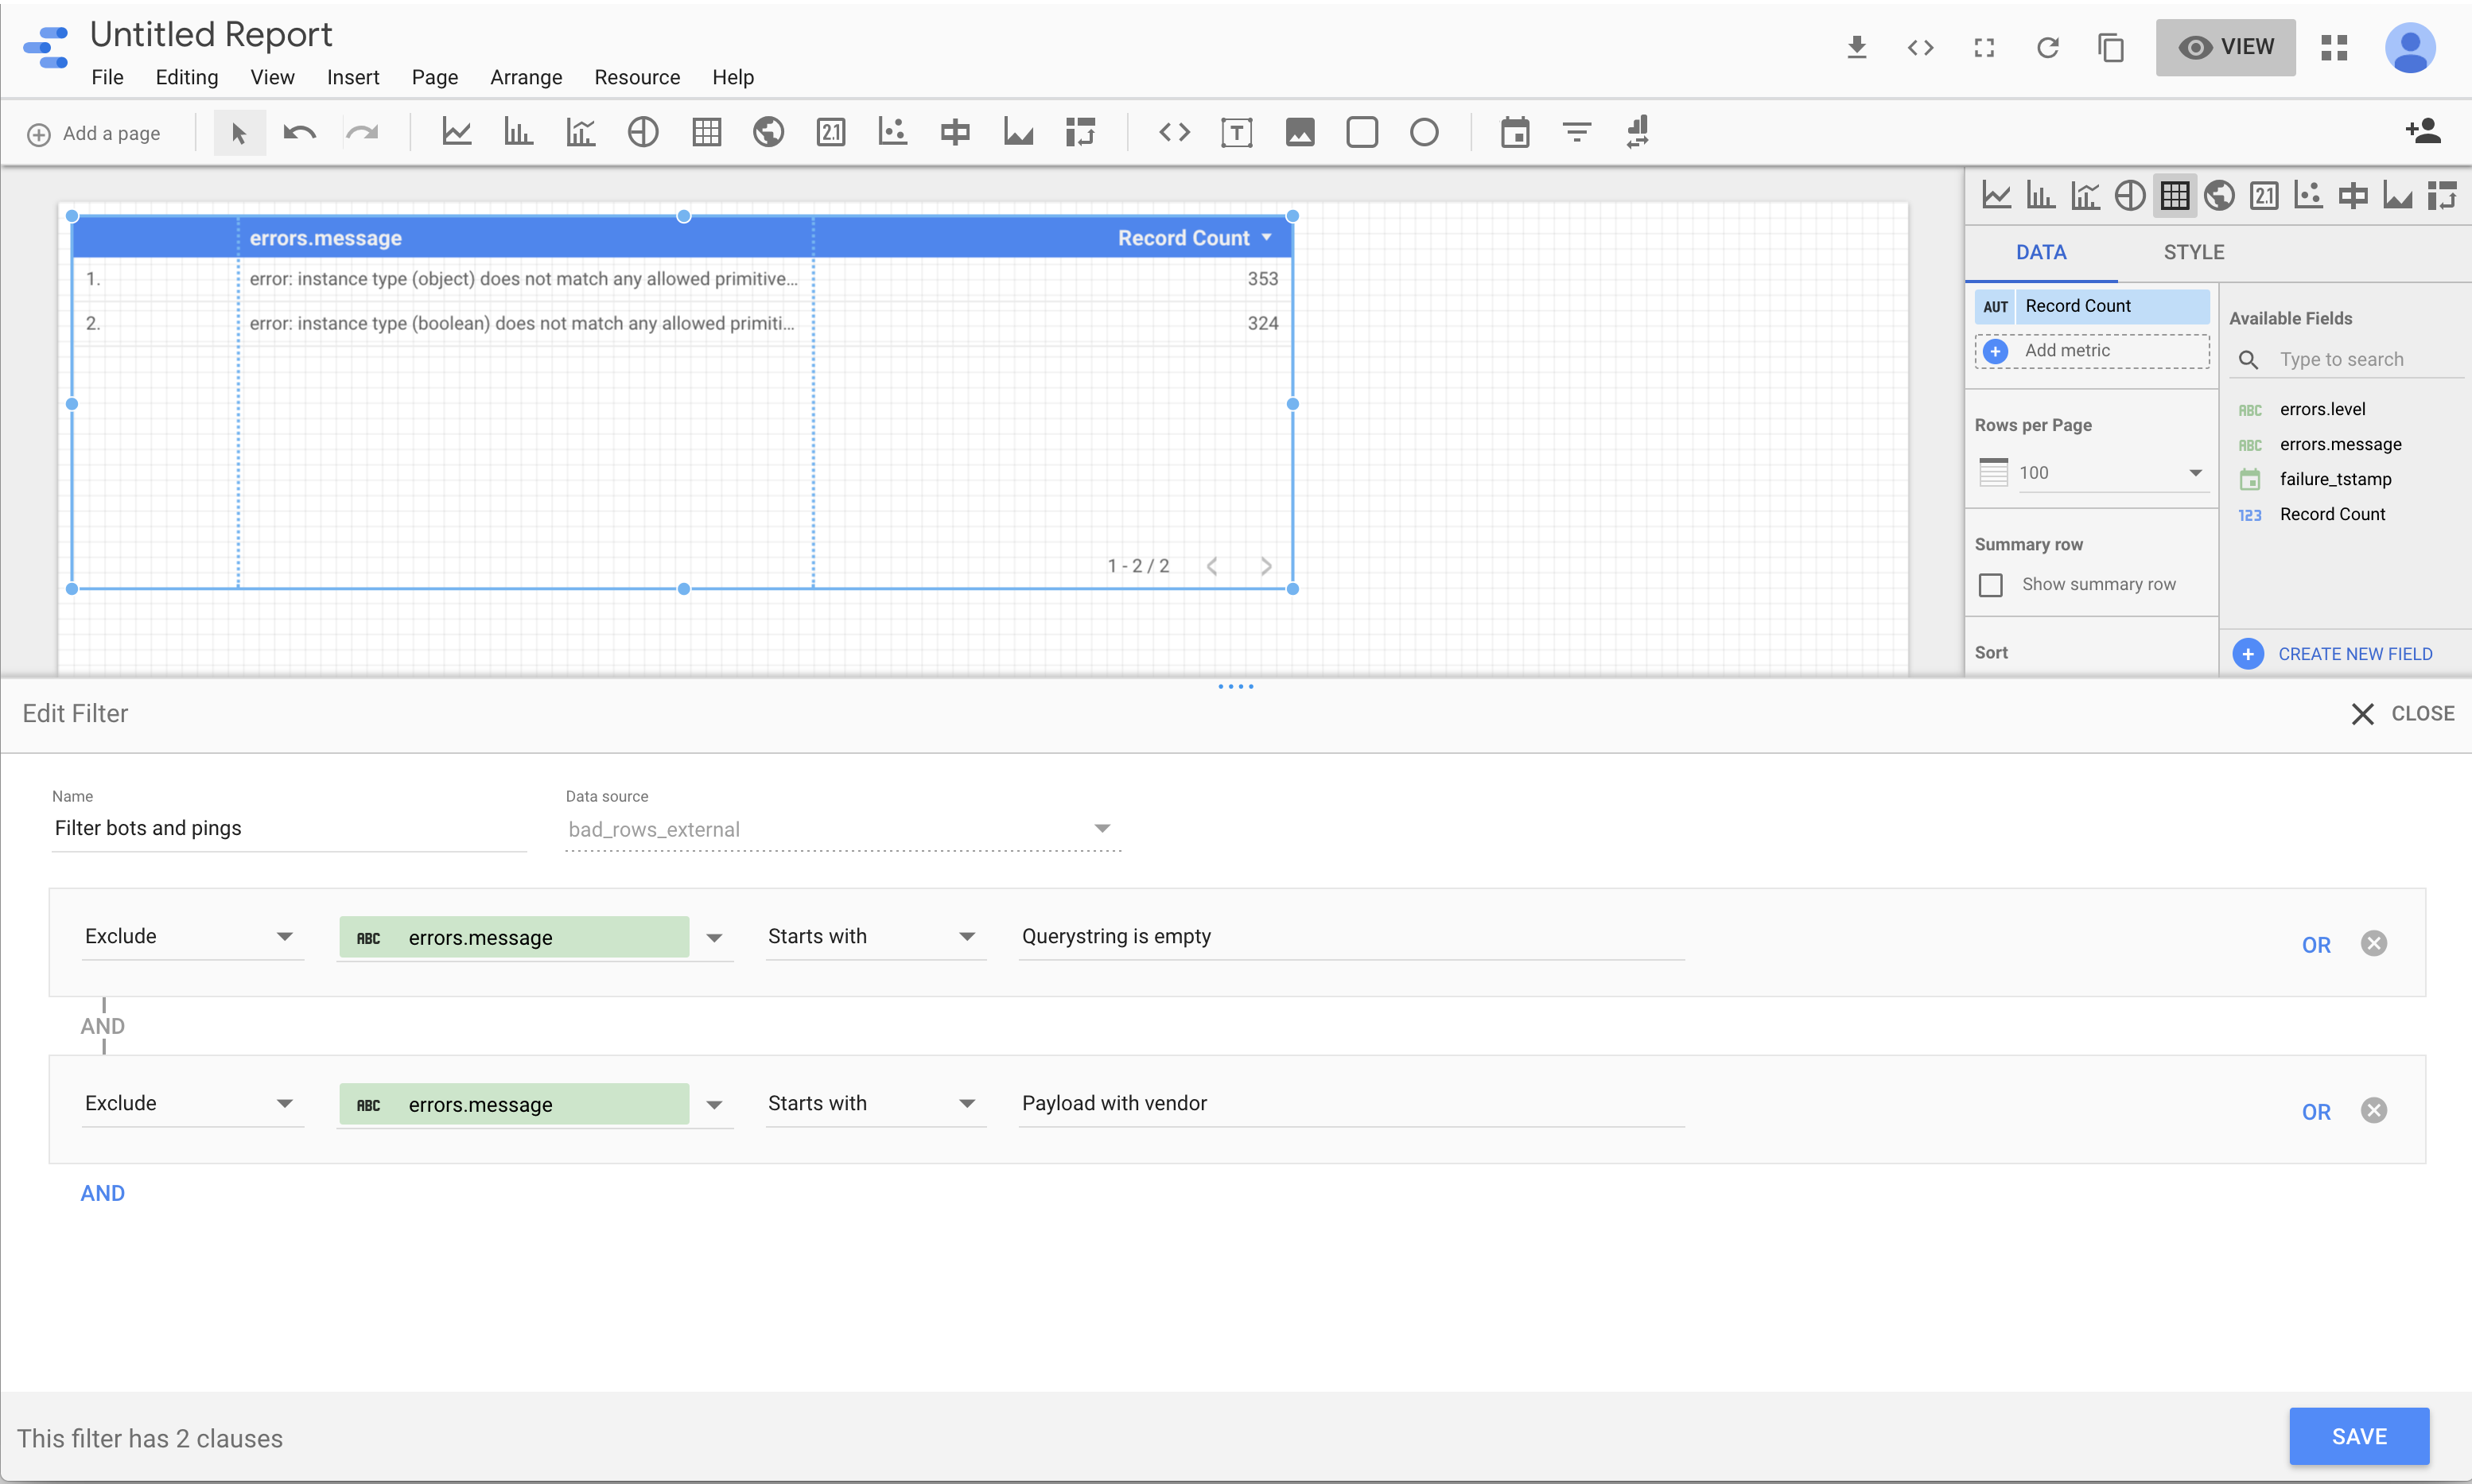 Untitled Report
File Editing View Insert Page Arrange Resource Help
VIEW
Add a page
2.1
T
2.1
errors.message Record Count
1. error: instance type (object) does not match any allowed primitive... 353
2. error: instance type (boolean) does not match any allowed primiti... 324
1 - 2 / 2
DATA STYLE
AUT Record Count
Add metric
Rows per Page
100
Summary row
Show summary row
Sort
Available Fields
Type to search
ABC errors.level
ABC errors.message
failure_tstamp
123 Record Count
CREATE NEW FIELD
Edit Filter
CLOSE
Name
Filter bots and pings
Data source
bad_rows_external
Exclude ABC errors.message Starts with Querystring is empty OR
AND
Exclude ABC errors.message Starts with Payload with vendor OR
AND
This filter has 2 clauses
SAVE